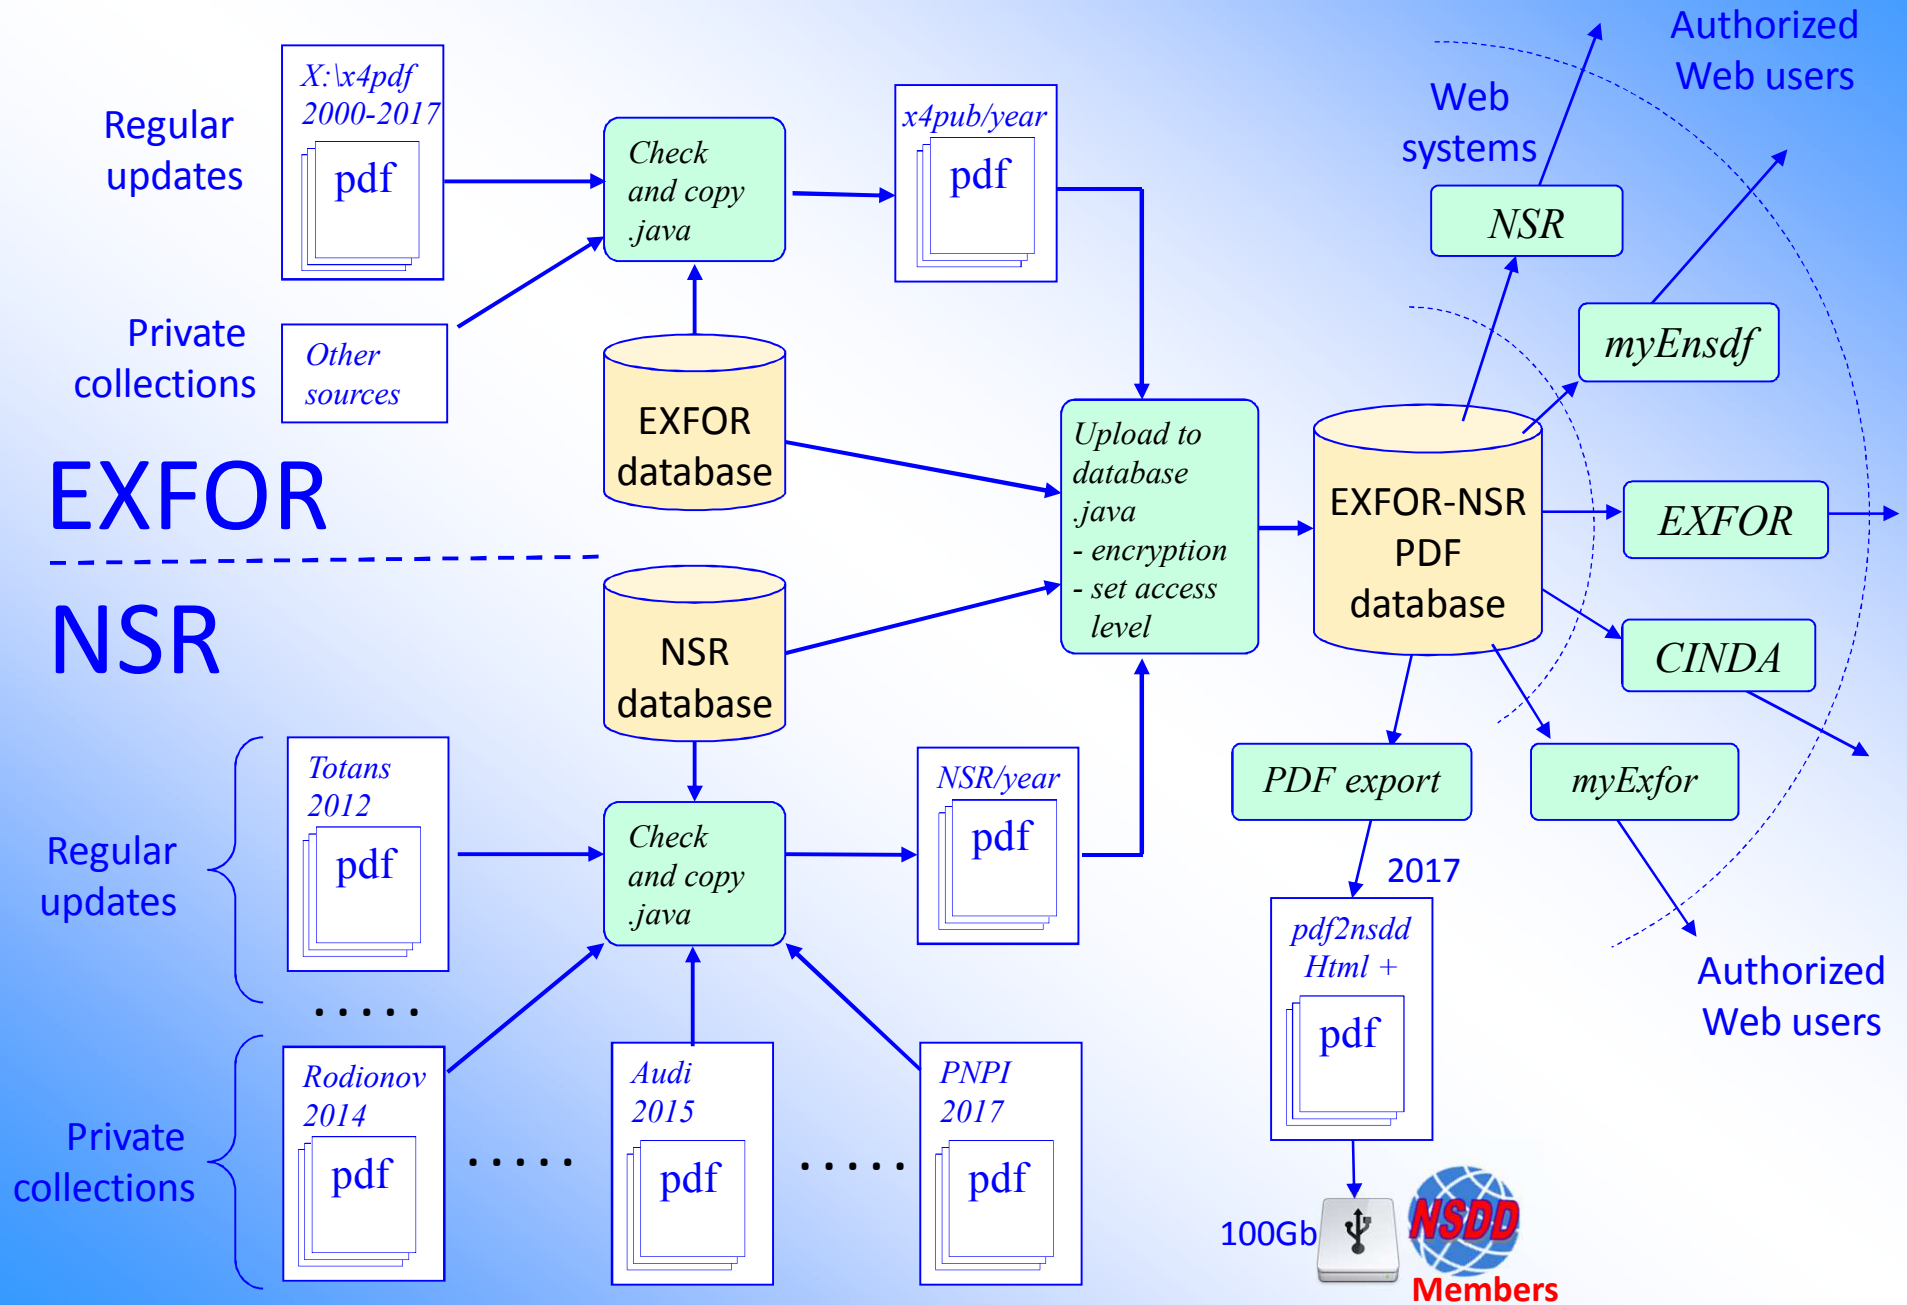 Regular
updates
X:\x4pdf
2000-2017
pdf
Check
and copy
.java
x4pub/year
pdf
Web
systems
Authorized
Web users
NSR
myEnsdf
Private
collections
Other
sources
EXFOR
database
EXFOR
Upload to
database
.java
- encryption
- set access
level
EXFOR-NSR
PDF
database
EXFOR
CINDA
NSR
NSR
database
PDF export
myExfor
Regular
updates
Totans
2012
pdf
.....
Check
and copy
.java
NSR/year
pdf
2017
pdf2nsdd
Html +
pdf
Authorized
Web users
Private
collections
Rodionov
2014
pdf
.....
Audi
2015
pdf
.....
PNPI
2017
pdf
100Gb
NSDD
Members